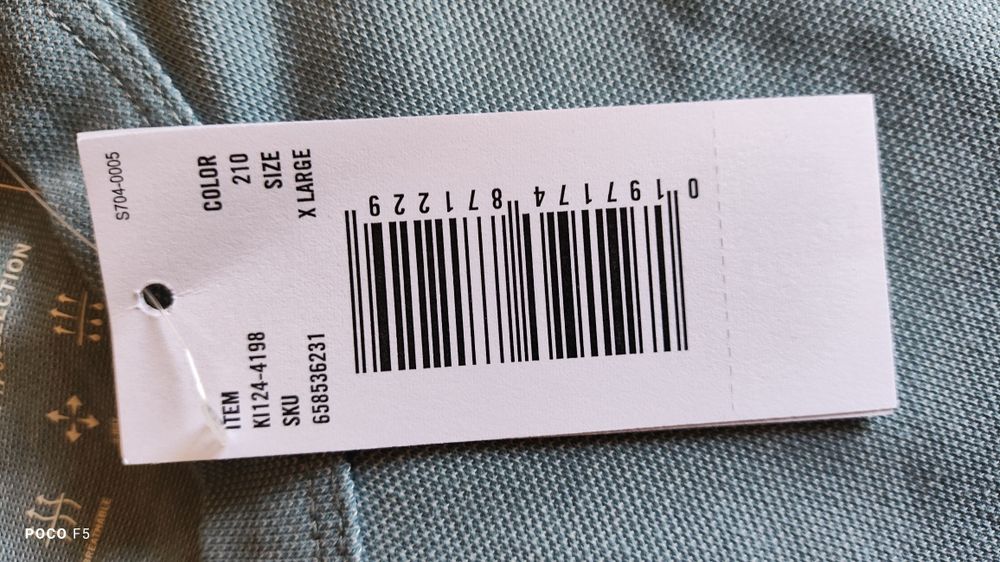 S704-0005
ITEM
COLOR
KI124-4198
210
SKU
SIZE
658536231
X LARGE
0 197174 871229
POCO F5